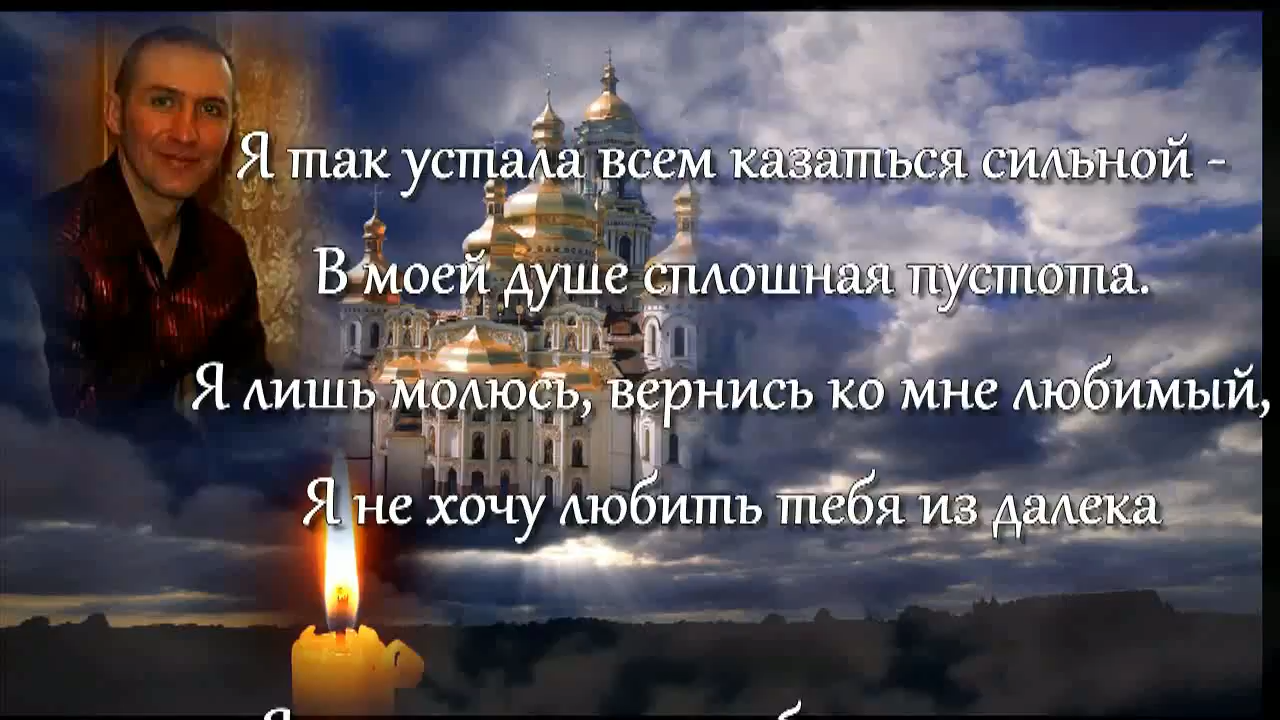 Я так устала всем казаться сильной -
В моей душе сплошная пустота.
Я лишь молюсь, вернись ко мне любимый,
Я не хочу любить тебя из далека